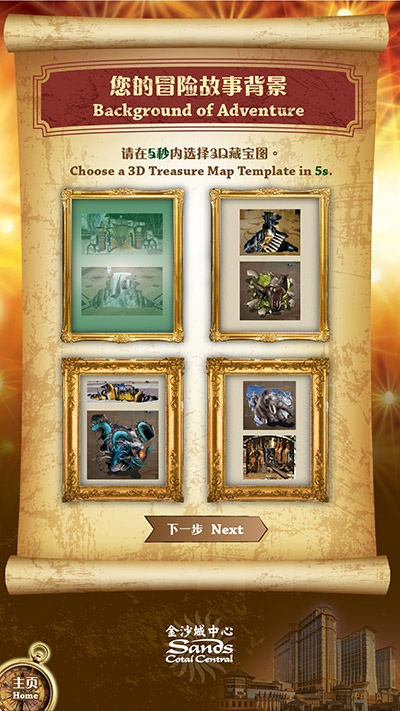 您的冒险故事背景
Background of Adventure
请在5秒内选择3D藏宝图。
Choose a 3D Treasure Map Template in 5s.
下一步 Next
金沙城中心
Sands
Cotai Central
主页
Home